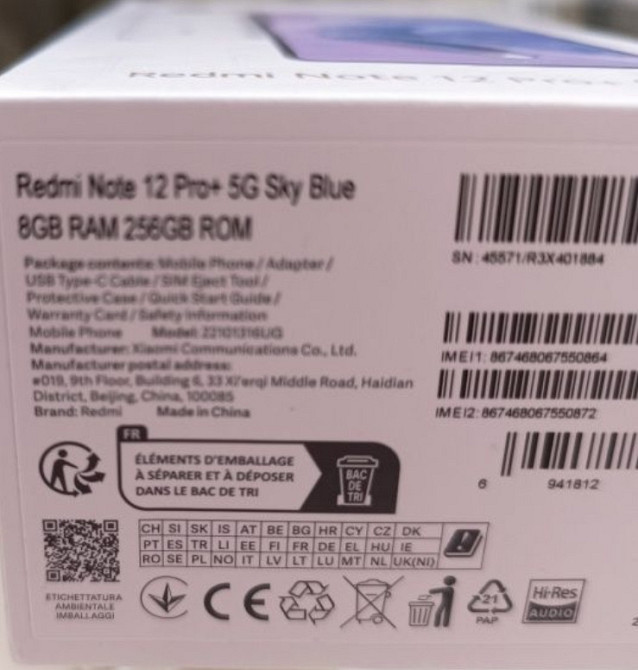 Redmi Note 12 Pro+
Redmi Note 12 Pro+ 5G Sky Blue
8GB RAM 256GB ROM
Package contents: Mobile Phone / Adapter /
USB Type-C Cable / SIM Eject Tool /
Protective Case / Quick Start Guide /
Warranty Card / Safety Information
Mobile Phone Model: 22101316UG
Manufacturer: Xiaomi Communications Co., Ltd.
Manufacturer postal address:
#019, 9th Floor, Building 6, 33 Xi'erqi Middle Road, Haidian
District, Beijing, China, 100085
Brand: Redmi Made in China
SN: 45571/R3X401884
IMEI1: 867468067550864
IMEI2: 867468067550872
6 941812
FR
ÉLÉMENTS D'EMBALLAGE
À SÉPARER ET À DÉPOSER
DANS LE BAC DE TRI
BAC
DE
TRI
CH SI SK IS AT BE BG HR CY CZ DK
PT ES TR LI EE FI FR DE EL HU IE
RO SE PL NO IT LV LT LU MT NL UK(NI)
ETICHETTATURA
AMBIENTALE
IMBALLAGGI
CE
21
PAP
Hi-Res
AUDIO